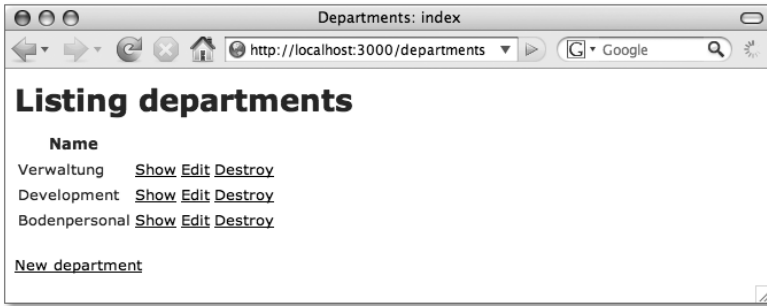 Departments: index
http://localhost:3000/departments G Google
Listing departments
Name
Verwaltung Show Edit Destroy
Development Show Edit Destroy
Bodenpersonal Show Edit Destroy
New department